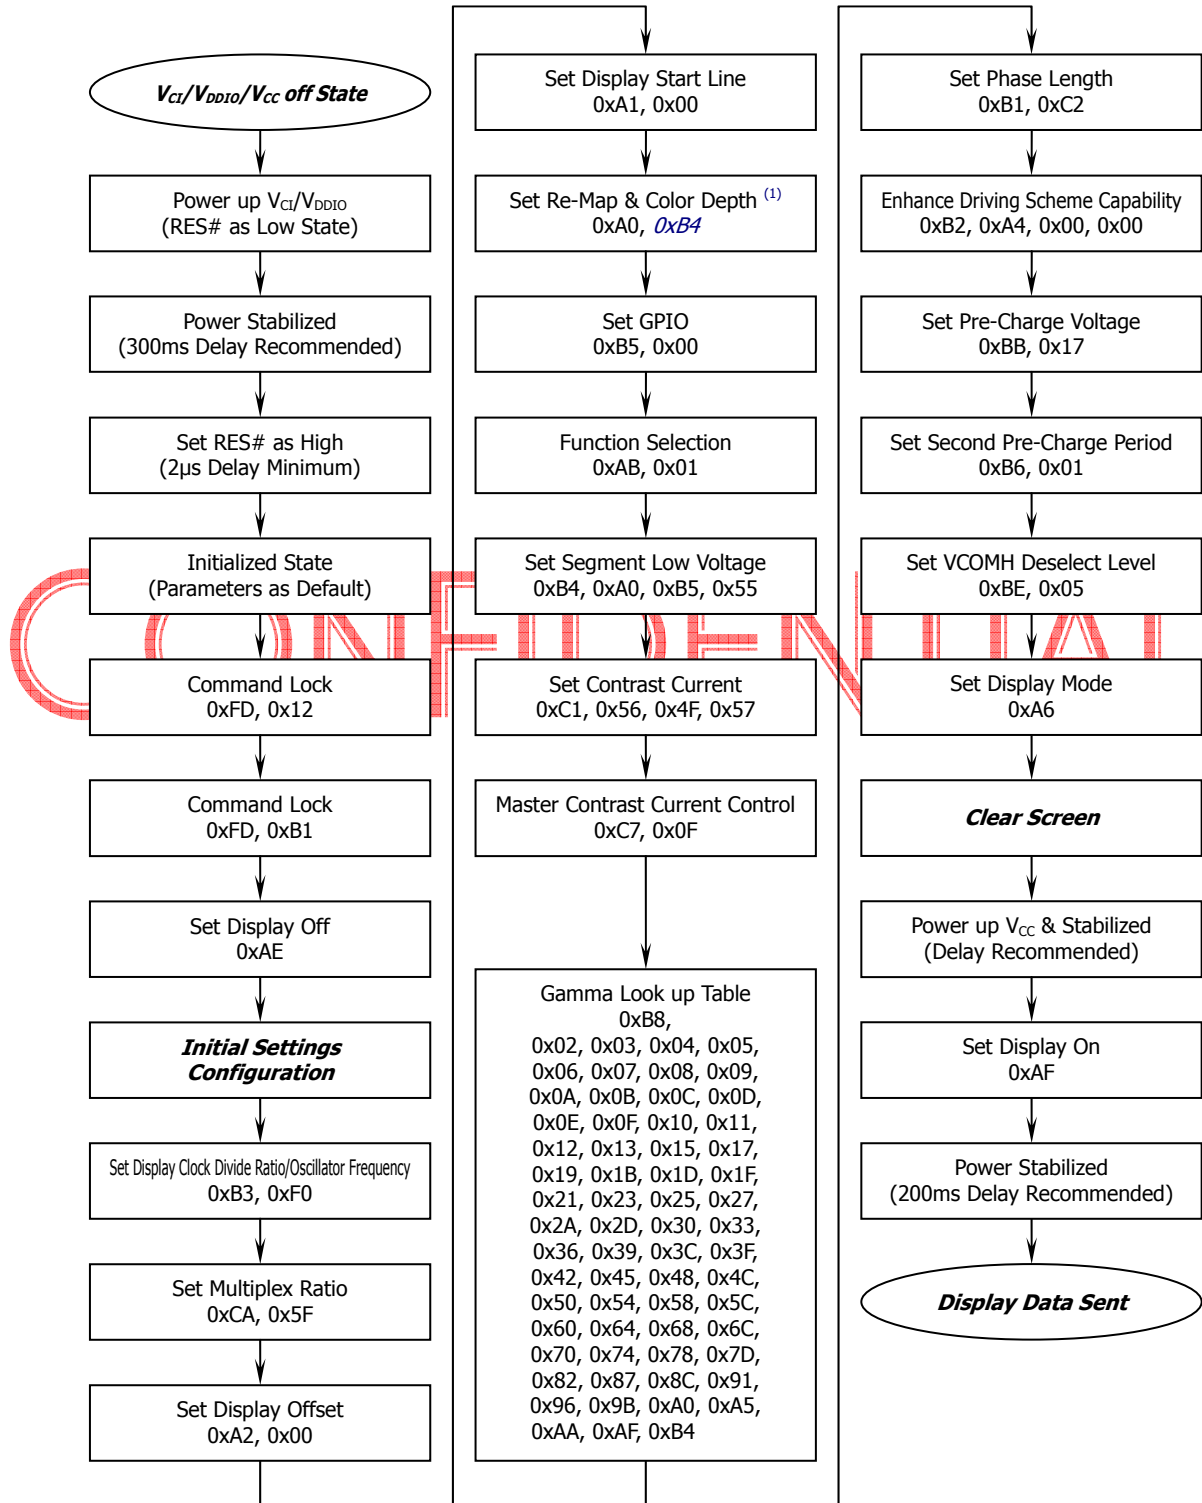 VCI/VDDIO/VCC off State
Power up VCI/VDDIO
(RES# as Low State)
Power Stabilized
(300ms Delay Recommended)
Set RES# as High
(2µs Delay Minimum)
Initialized State
(Parameters as Default)
Command Lock
0xFD, 0x12
Command Lock
0xFD, 0xB1
Set Display Off
0xAE
Initial Settings
Configuration
Set Display Clock Divide Ratio/Oscillator Frequency
0xB3, 0xF0
Set Multiplex Ratio
0xCA, 0x5F
Set Display Offset
0xA2, 0x00
Set Display Start Line
0xA1, 0x00
Set Re-Map & Color Depth (1)
0xA0, 0xB4
Set GPIO
0xB5, 0x00
Function Selection
0xAB, 0x01
Set Segment Low Voltage
0xB4, 0xA0, 0xB5, 0x55
Set Contrast Current
0xC1, 0x56, 0x4F, 0x57
Master Contrast Current Control
0xC7, 0x0F
Gamma Look up Table
0xB8,
0x02, 0x03, 0x04, 0x05,
0x06, 0x07, 0x08, 0x09,
0x0A, 0x0B, 0x0C, 0x0D,
0x0E, 0x0F, 0x10, 0x11,
0x12, 0x13, 0x15, 0x17,
0x19, 0x1B, 0x1D, 0x1F,
0x21, 0x23, 0x25, 0x27,
0x2A, 0x2D, 0x30, 0x33,
0x36, 0x39, 0x3C, 0x3F,
0x42, 0x45, 0x48, 0x4C,
0x50, 0x54, 0x58, 0x5C,
0x60, 0x64, 0x68, 0x6C,
0x70, 0x74, 0x78, 0x7D,
0x82, 0x87, 0x8C, 0x91,
0x96, 0x9B, 0xA0, 0xA5,
0xAA, 0xAF, 0xB4
Set Phase Length
0xB1, 0xC2
Enhance Driving Scheme Capability
0xB2, 0xA4, 0x00, 0x00
Set Pre-Charge Voltage
0xBB, 0x17
Set Second Pre-Charge Period
0xB6, 0x01
Set VCOMH Deselect Level
0xBE, 0x05
Set Display Mode
0xA6
Clear Screen
Power up VCC & Stabilized
(Delay Recommended)
Set Display On
0xAF
Power Stabilized
(200ms Delay Recommended)
Display Data Sent
CONFIDENTIAL